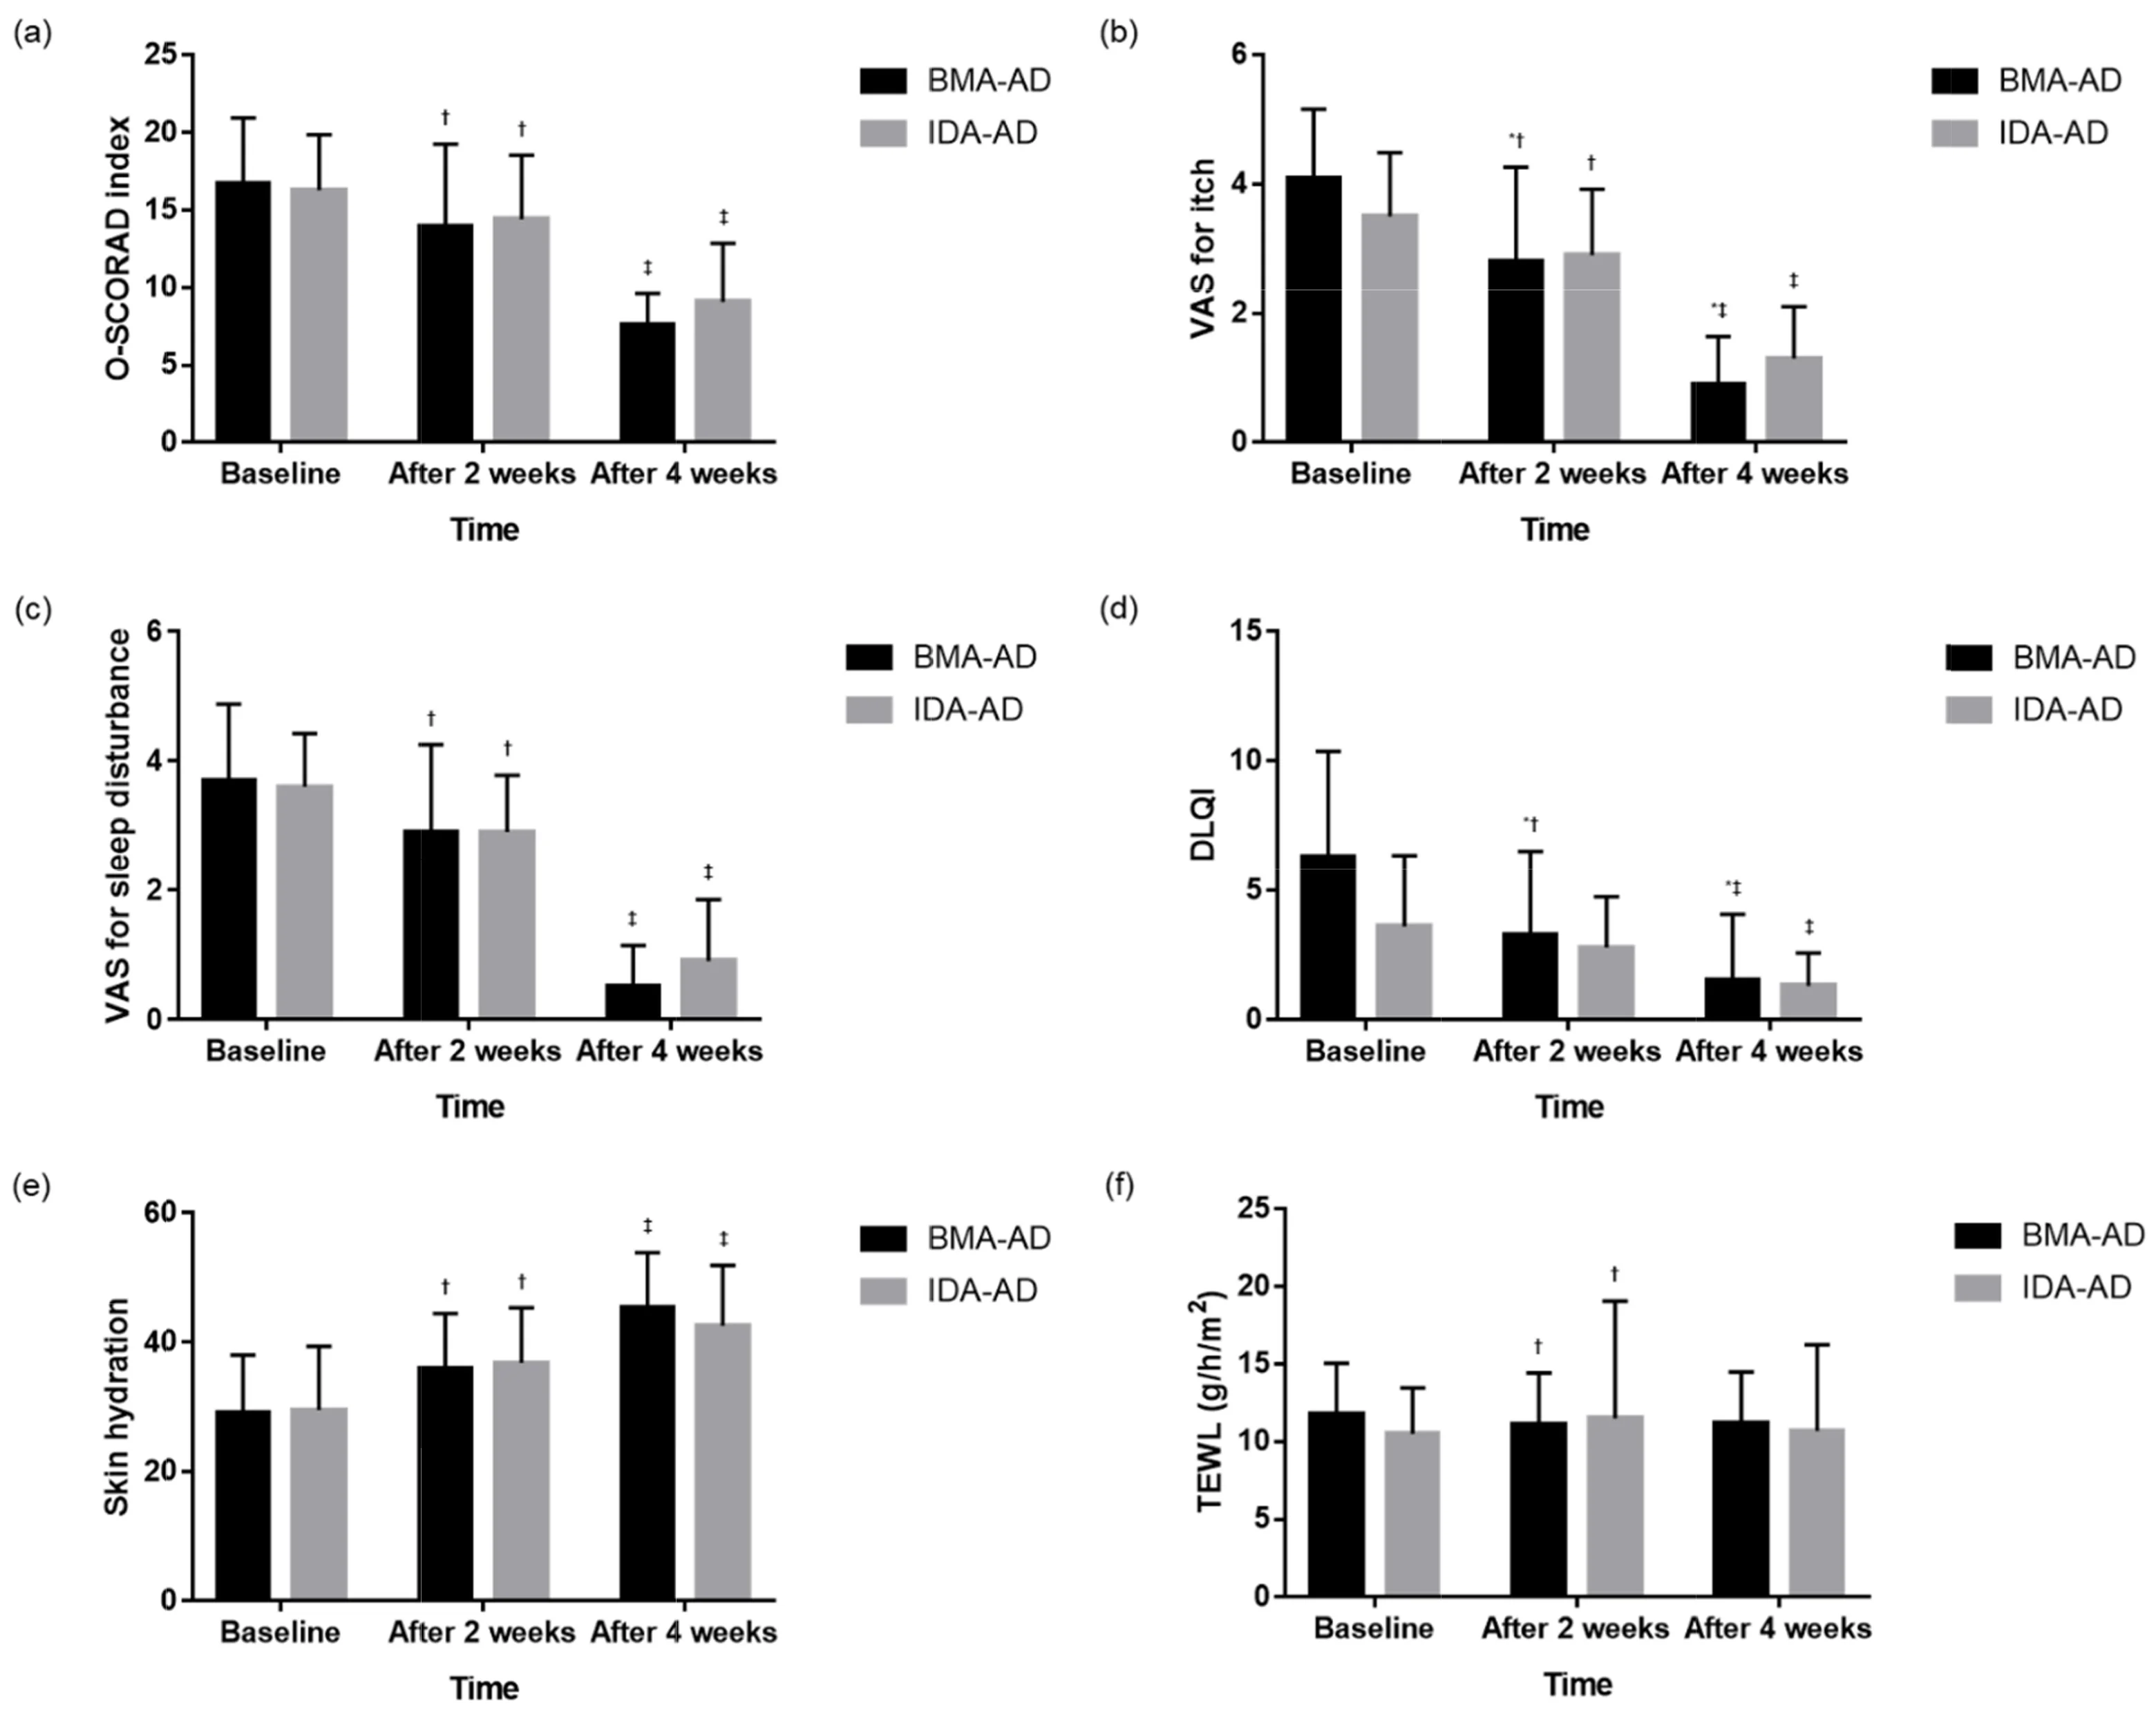 (a)
O-SCORAD index
25
20
15
10
5
0
† † ‡ ‡
Baseline After 2 weeks After 4 weeks
Time
BMA-AD
IDA-AD
(b)
VAS for itch
6
4
2
0
*† † *‡ ‡
Baseline After 2 weeks After 4 weeks
Time
BMA-AD
IDA-AD
(c)
VAS for sleep disturbance
6
4
2
0
† † ‡ ‡
Baseline After 2 weeks After 4 weeks
Time
BMA-AD
IDA-AD
(d)
DLQI
15
10
5
0
*† *‡ ‡
Baseline After 2 weeks After 4 weeks
Time
BMA-AD
IDA-AD
(e)
Skin hydration
60
40
20
0
† † ‡ ‡
Baseline After 2 weeks After 4 weeks
Time
BMA-AD
IDA-AD
(f)
TEWL (g/h/m²)
25
20
15
10
5
0
† †
Baseline After 2 weeks After 4 weeks
Time
BMA-AD
IDA-AD